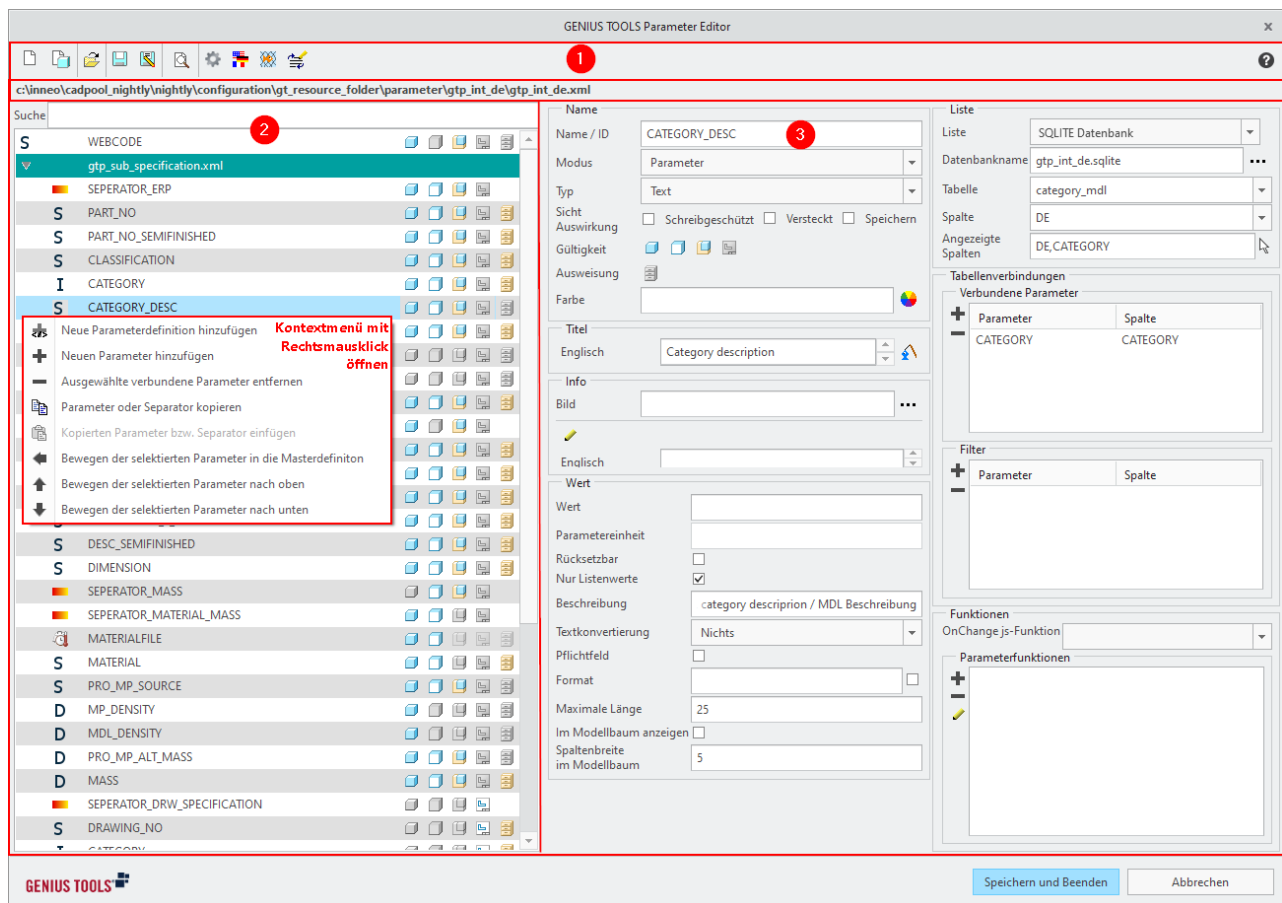 GENIUS TOOLS Parameter Editor
x
1
?
c:\inneo\cadpool_nightly\nightly\configuration\gt_resource_folder\parameter\gtp_int_de\gtp_int_de.xml
Suche
2
S WEBCODE
gtp_sub_specification.xml
SEPERATOR_ERP
S PART_NO
S PART_NO_SEMIFINISHED
S CLASSIFICATION
I CATEGORY
S CATEGORY_DESC
Neue Parameterdefinition hinzufügen
Neuen Parameter hinzufügen
Ausgewählte verbundene Parameter entfernen
Parameter oder Separator kopieren
Kopierten Parameter bzw. Separator einfügen
Bewegen der selektierten Parameter in die Masterdefiniton
Bewegen der selektierten Parameter nach oben
Bewegen der selektierten Parameter nach unten
Kontextmenü mit
Rechtsmausklick
öffnen
S DESC_SEMIFINISHED
S DIMENSION
SEPERATOR_MASS
SEPERATOR_MATERIAL_MASS
MATERIALFILE
S MATERIAL
S PRO_MP_SOURCE
D MP_DENSITY
D MDL_DENSITY
D PRO_MP_ALT_MASS
D MASS
SEPERATOR_DRW_SPECIFICATION
S DRAWING_NO
I CATEGORY
Name
Name / ID CATEGORY_DESC 3
Modus Parameter
Typ Text
Sicht
Auswirkung Schreibgeschützt Versteckt Speichern
Gültigkeit
Ausweisung
Farbe
Titel
Englisch Category description
Info
Bild
Englisch
Wert
Wert
Parametereinheit
Rücksetzbar
Nur Listenwerte
Beschreibung category descriprion / MDL Beschreibung
Textkonvertierung Nichts
Pflichtfeld
Format
Maximale Länge 25
Im Modellbaum anzeigen
Spaltenbreite
im Modellbaum 5
Liste
Liste SQLITE Datenbank
Datenbankname gtp_int_de.sqlite
Tabelle category_mdl
Spalte DE
Angezeigte
Spalten DE,CATEGORY
Tabellenverbindungen
Verbundene Parameter
Parameter Spalte
CATEGORY CATEGORY
Filter
Parameter Spalte
Funktionen
OnChange js-Funktion
Parameterfunktionen
GENIUS TOOLS
Speichern und Beenden
Abbrechen